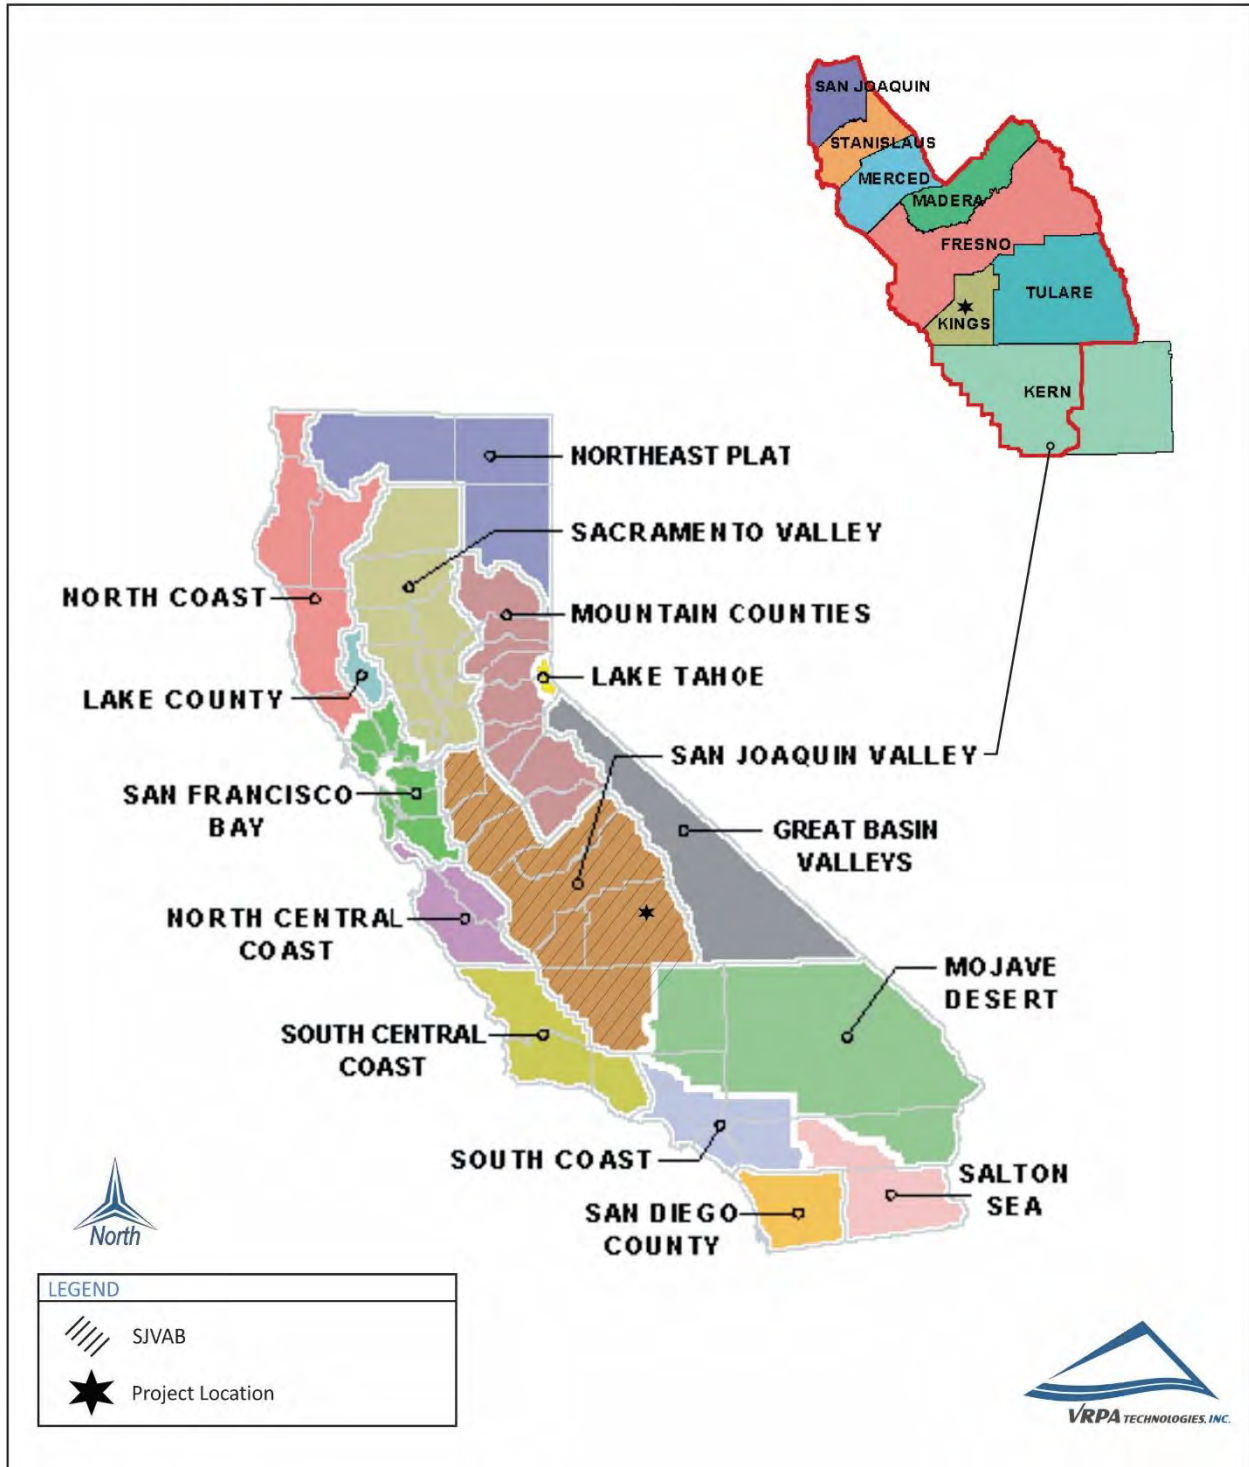 SAN JOAQUIN
STANISLAUS
MERCED
MADERA
FRESNO
TULARE
KINGS
KERN
NORTHEAST PLAT
SACRAMENTO VALLEY
NORTH COAST
MOUNTAIN COUNTIES
LAKE TAHOE
LAKE COUNTY
SAN JOAQUIN VALLEY
SAN FRANCISCO
BAY
GREAT BASIN
VALLEYS
NORTH CENTRAL
COAST
MOJAVE
DESERT
SOUTH CENTRAL
COAST
SOUTH COAST
SALTON
SEA
SAN DIEGO
COUNTY
North
LEGEND
SJVAB
Project Location
VRPA TECHNOLOGIES, INC.